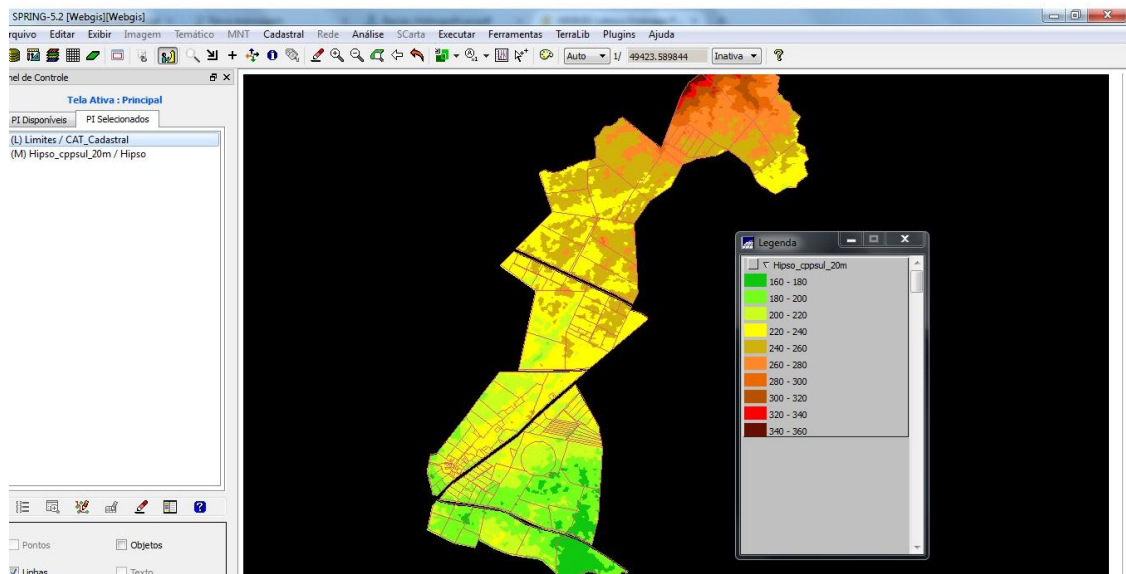 SPRING-5.2 [Webgis][Webgis]
rquivo Editar Exibir Imagem Temático MNT Cadastral Rede Análise SCarta Executar Ferramentas TerraLib Plugins Ajuda
Auto 1/ 49423.589844 Inativa
nel de Controle
Tela Ativa : Principal
PI Disponíveis PI Selecionados
(L) Limites / CAT_Cadastral
(M) Hipso_cppsul_20m / Hipso
Legenda
Hipso_cppsul_20m
160 - 180
180 - 200
200 - 220
220 - 240
240 - 260
260 - 280
280 - 300
300 - 320
320 - 340
340 - 360
Pontos Objetos
Linhas Texto